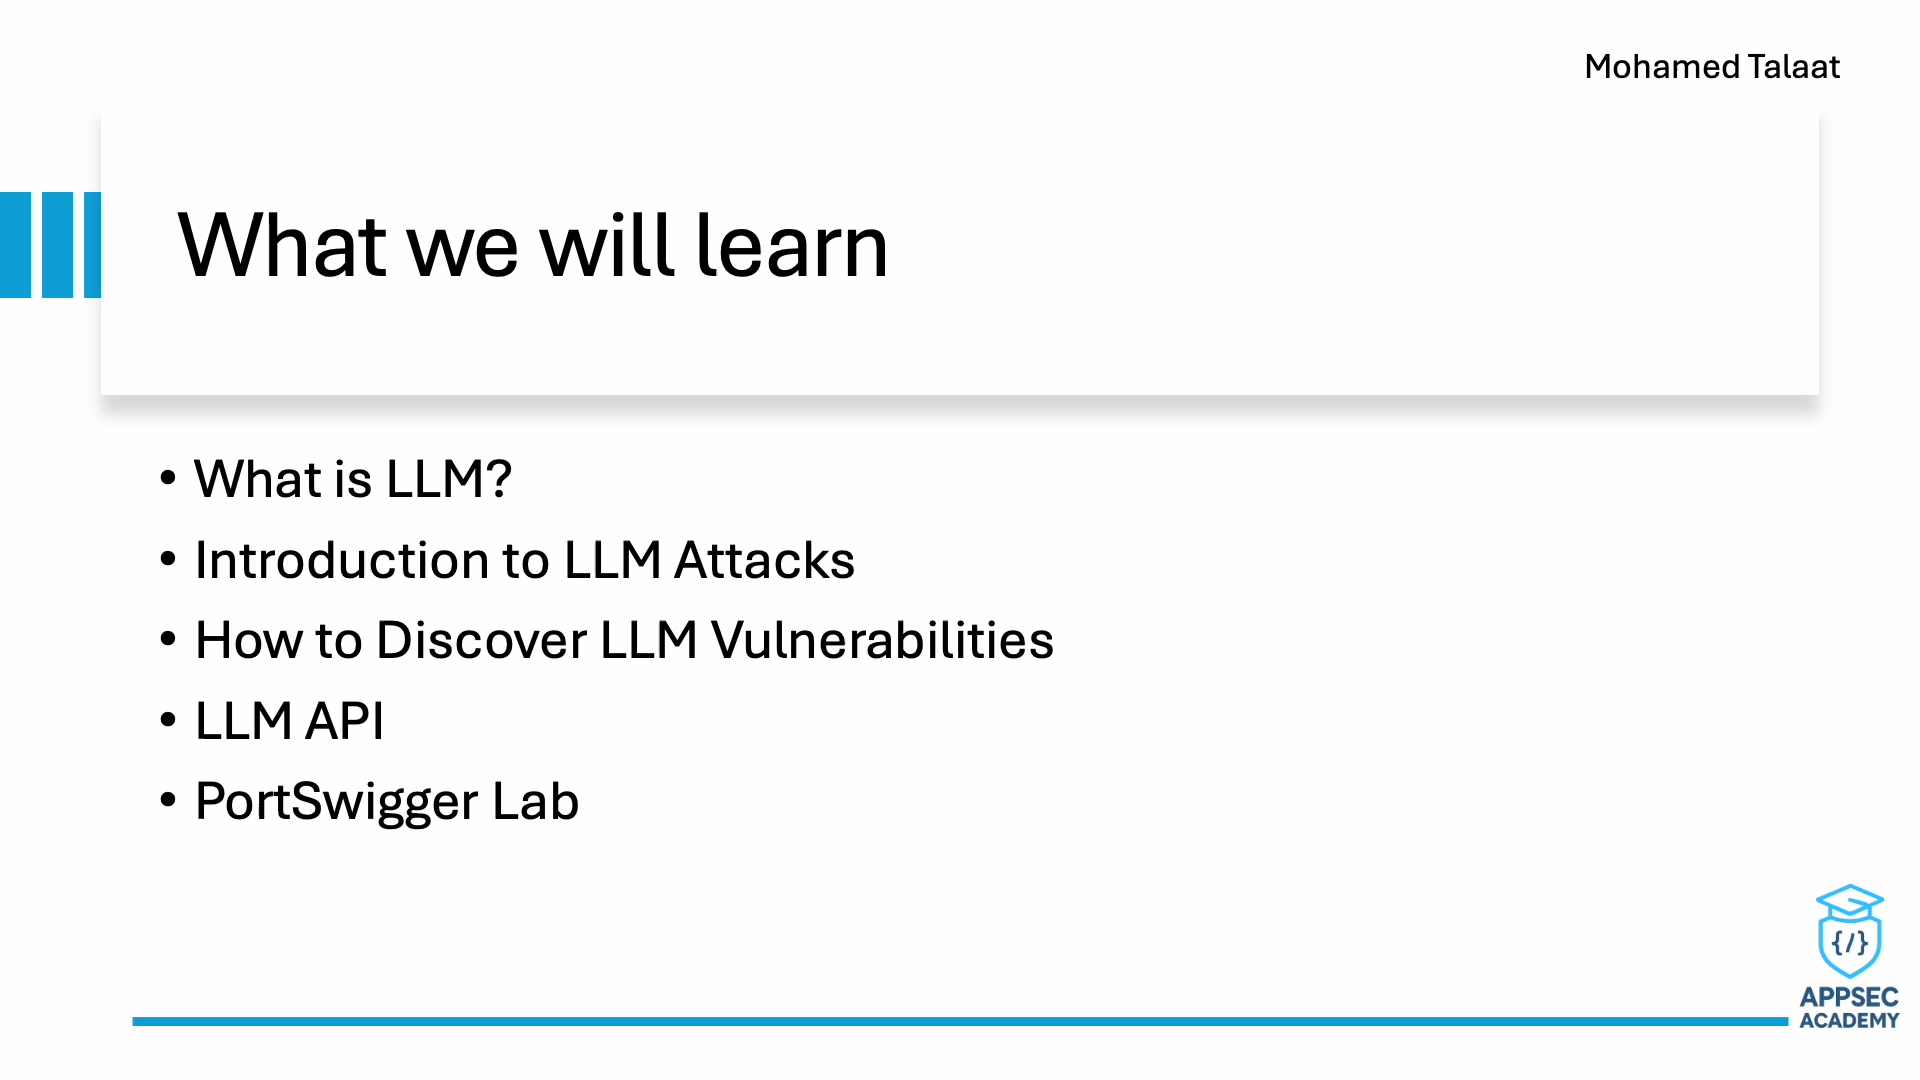 Mohamed Talaat
What we will learn
• What is LLM?
• Introduction to LLM Attacks
• How to Discover LLM Vulnerabilities
• LLM API
• PortSwigger Lab
{/}
APPSEC
ACADEMY